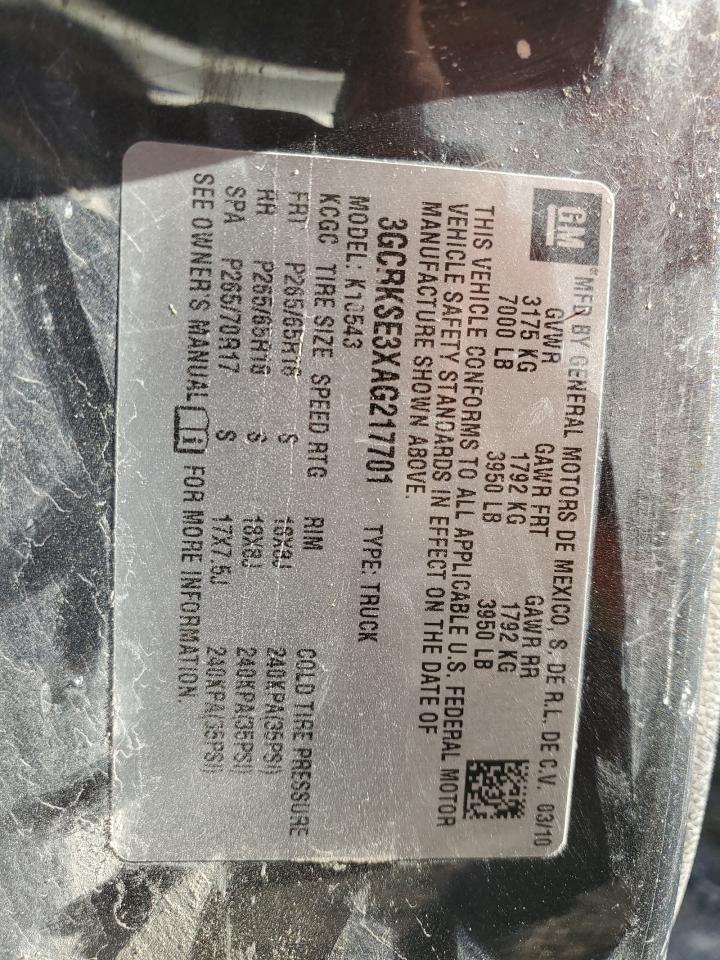 GM
® MFD BY GENERAL MOTORS DE MEXICO, S. DE R.L. DE C.V. 03/10
GVWR GAWR FRT GAWR RR
3175 KG 1792 KG 1792 KG
7000 LB 3950 LB 3950 LB
THIS VEHICLE CONFORMS TO ALL APPLICABLE U.S. FEDERAL MOTOR
VEHICLE SAFETY STANDARDS IN EFFECT ON THE DATE OF
MANUFACTURE SHOWN ABOVE.
3GCRKSE3XAG217701 TYPE: TRUCK
MODEL: K10543
KCGC TIRE SIZE SPEED RTG RIM COLD TIRE PRESSURE
FRT P265/65R18 S 18X8J 240KPA(35PSI)
RR P265/65R18 S 18X8J 240KPA(35PSI)
SPA P265/70R17 S 17X7.5J 240KPA(35PSI)
SEE OWNER'S MANUAL FOR MORE INFORMATION.